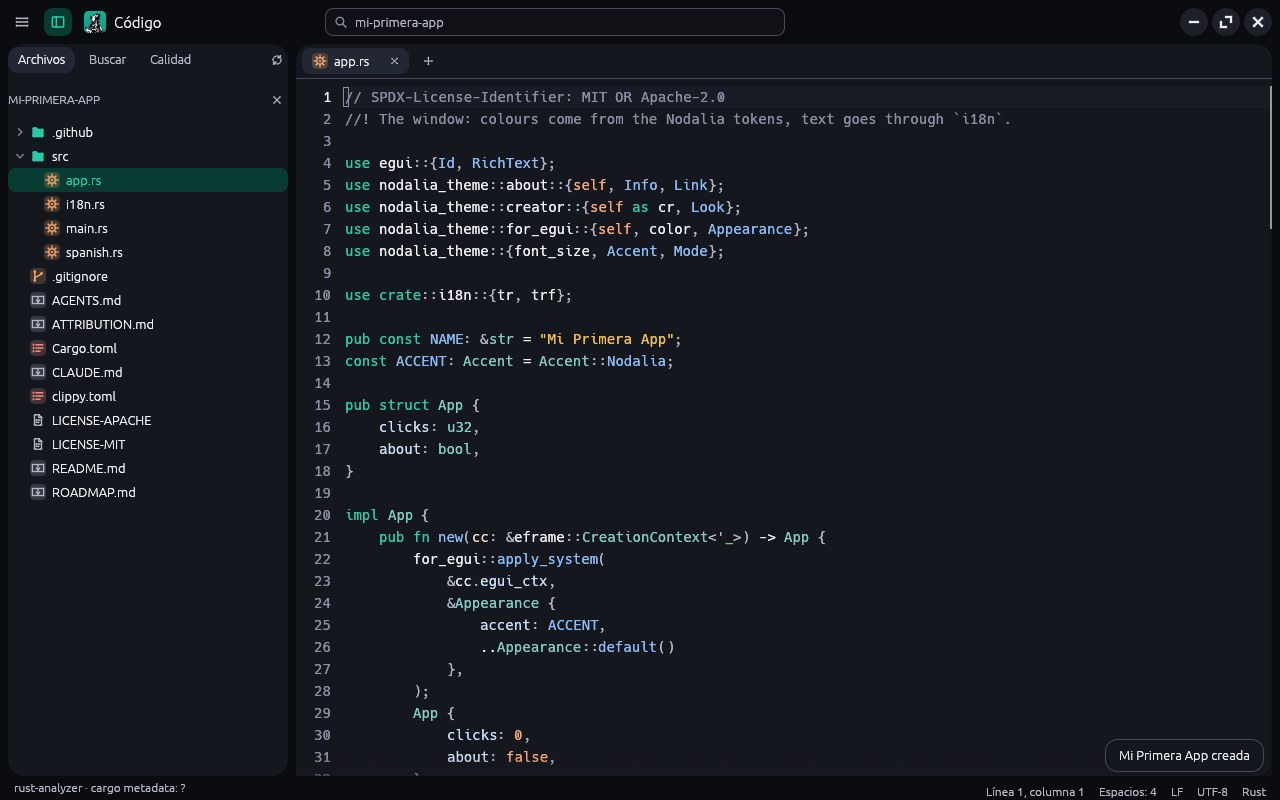 Código
mi-primera-app
Archivos
Buscar
Calidad
MI-PRIMERA-APP
.github
src
app.rs
i18n.rs
main.rs
spanish.rs
.gitignore
AGENTS.md
ATTRIBUTION.md
Cargo.toml
CLAUDE.md
clippy.toml
LICENSE-APACHE
LICENSE-MIT
README.md
ROADMAP.md
app.rs
1 // SPDX-License-Identifier: MIT OR Apache-2.0
2 //! The window: colours come from the Nodalia tokens, text goes through `i18n`.
3
4 use egui::{Id, RichText};
5 use nodalia_theme::about::{self, Info, Link};
6 use nodalia_theme::creator::{self as cr, Look};
7 use nodalia_theme::for_egui::{self, color, Appearance};
8 use nodalia_theme::{font_size, Accent, Mode};
9
10 use crate::i18n::{tr, trf};
11
12 pub const NAME: &str = "Mi Primera App";
13 const ACCENT: Accent = Accent::Nodalia;
14
15 pub struct App {
16     clicks: u32,
17     about: bool,
18 }
19
20 impl App {
21     pub fn new(cc: &eframe::CreationContext<'_>) -> App {
22         for_egui::apply_system(
23             &cc.egui_ctx,
24             &Appearance {
25                 accent: ACCENT,
26                 ..Appearance::default()
27             },
28         );
29         App {
30             clicks: 0,
31             about: false,
Mi Primera App creada
rust-analyzer · cargo metadata: ?
Línea 1, columna 1
Espacios: 4
LF
UTF-8
Rust